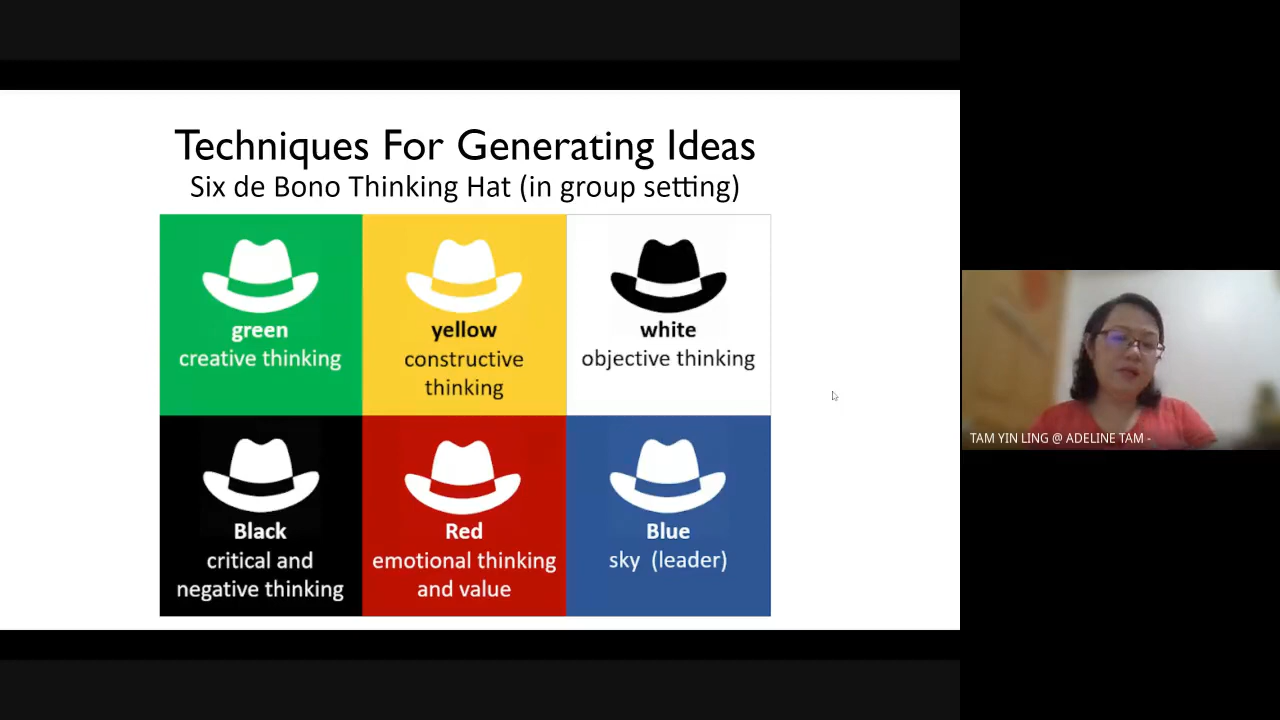 Techniques For Generating Ideas
Six de Bono Thinking Hat (in group setting)
green
creative thinking
yellow
constructive
thinking
white
objective thinking
Black
critical and
negative thinking
Red
emotional thinking
and value
Blue
sky (leader)
TAM YIN LING @ ADELINE TAM -